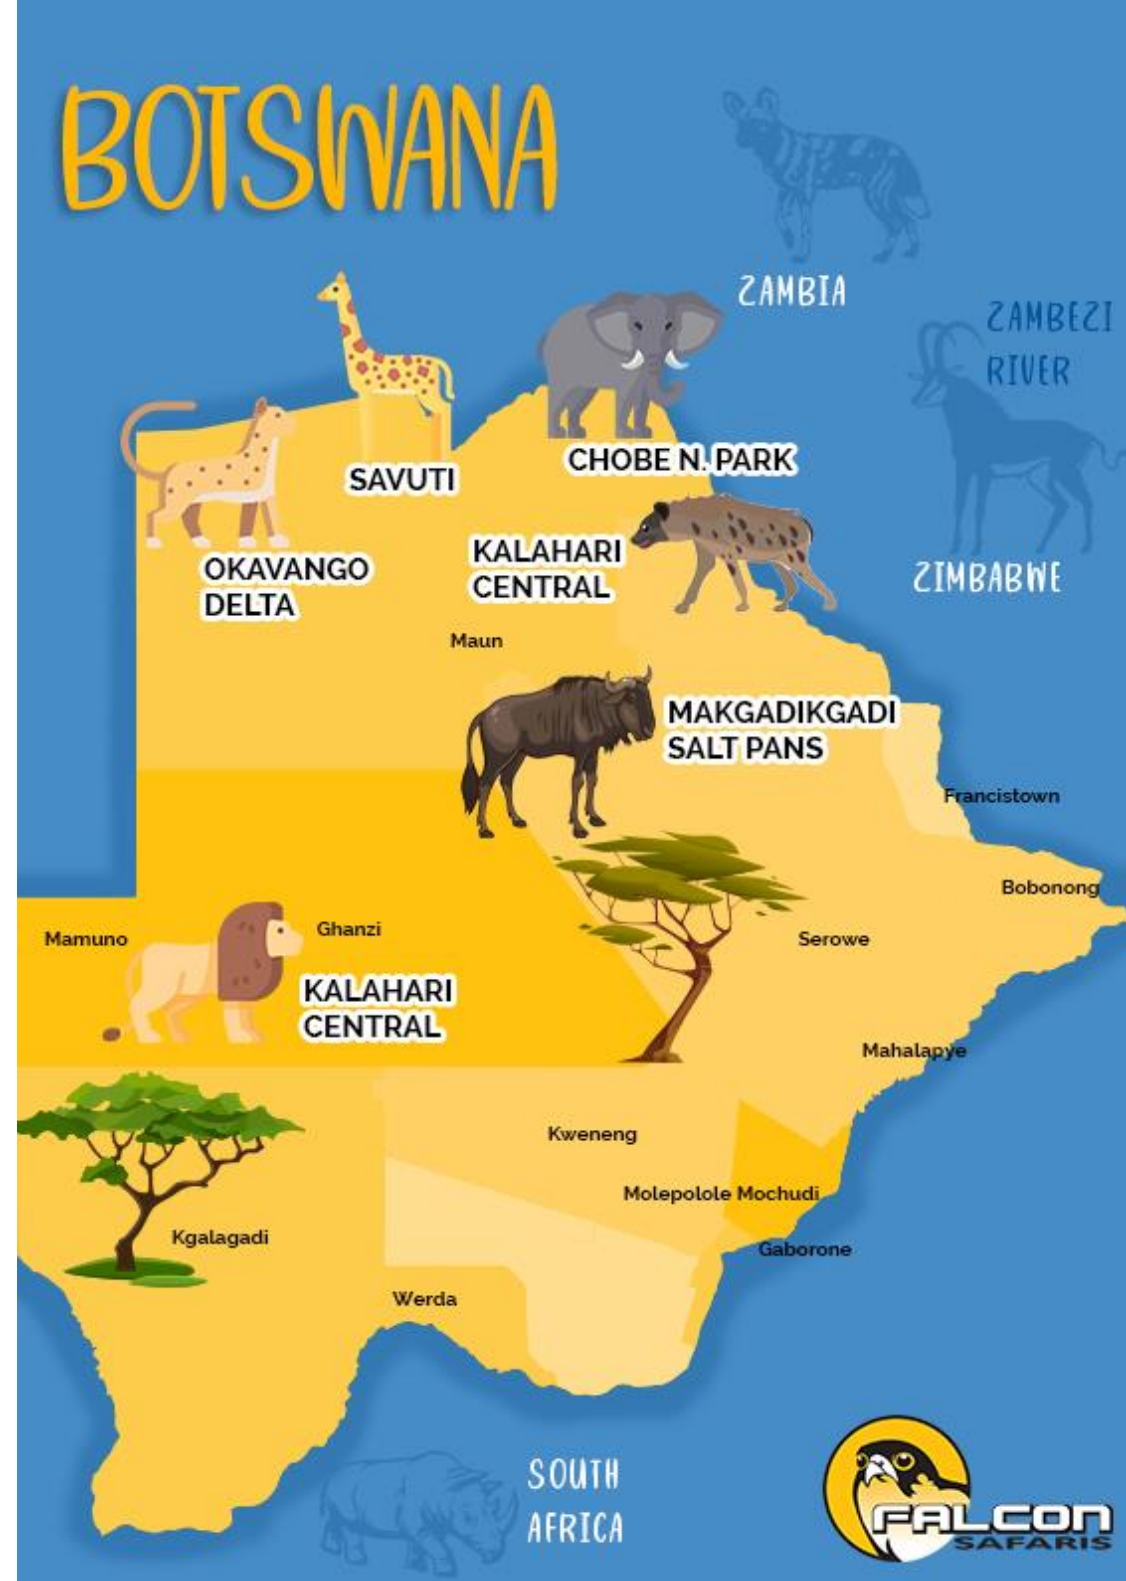 BOTSWANA
ZAMBIA
ZAMBEZI
RIVER
SAVUTI
CHOBE N. PARK
KALAHARI
CENTRAL
OKAVANGO
DELTA
ZIMBABWE
Maun
MAKGADIKGADI
SALT PANS
Francistown
Bobonong
Mamuno
Ghanzi
Serowe
KALAHARI
CENTRAL
Mahalapye
Kweneng
Molepolole Mochudi
Kgalagadi
Gaborone
Werda
SOUTH
AFRICA
FALCON
SAFARIS